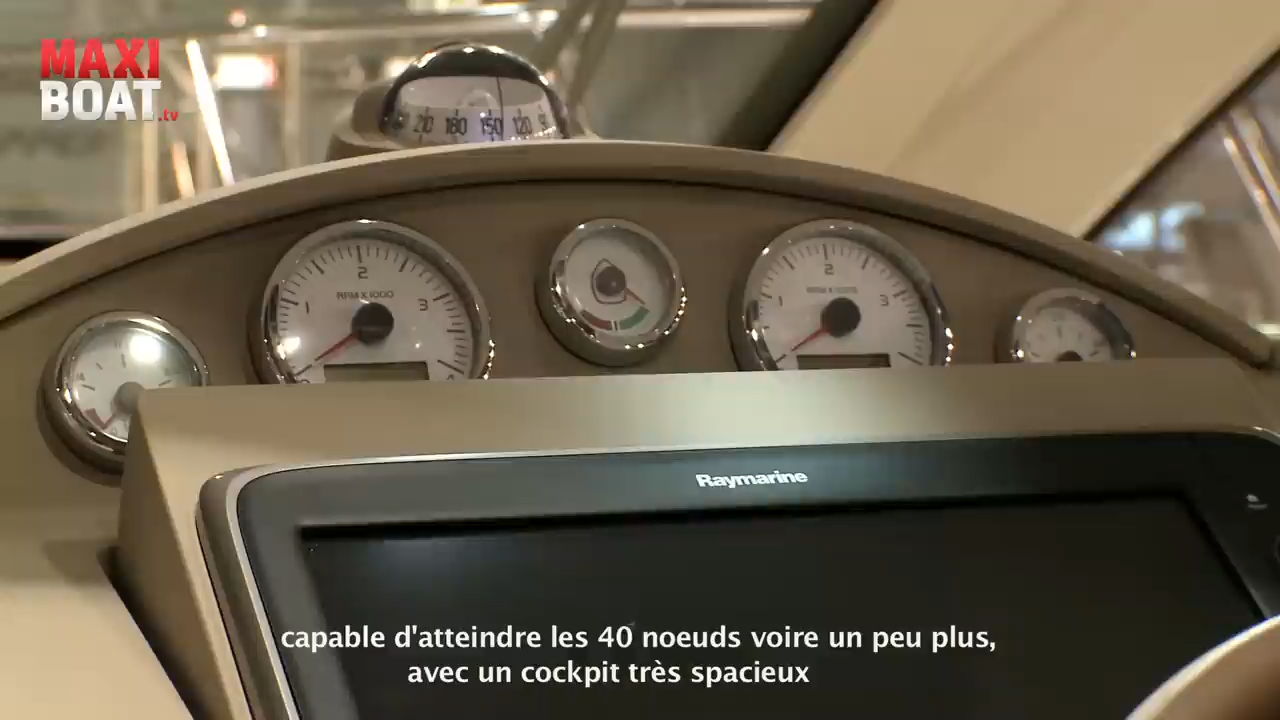 MAXI
BOAT.tv
210 180 150 120
2
RPM X 1000
1
3
2
1
3
Raymarine
capable d'atteindre les 40 noeuds voire un peu plus,
avec un cockpit très spacieux